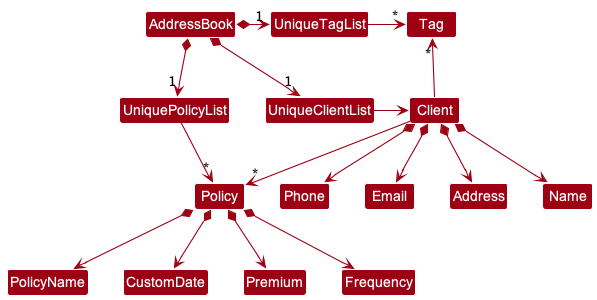 AddressBook 1 UniqueTagList * Tag
*
1 1
UniquePolicyList UniqueClientList Client
* *
Policy Phone Email Address Name
PolicyName CustomDate Premium Frequency